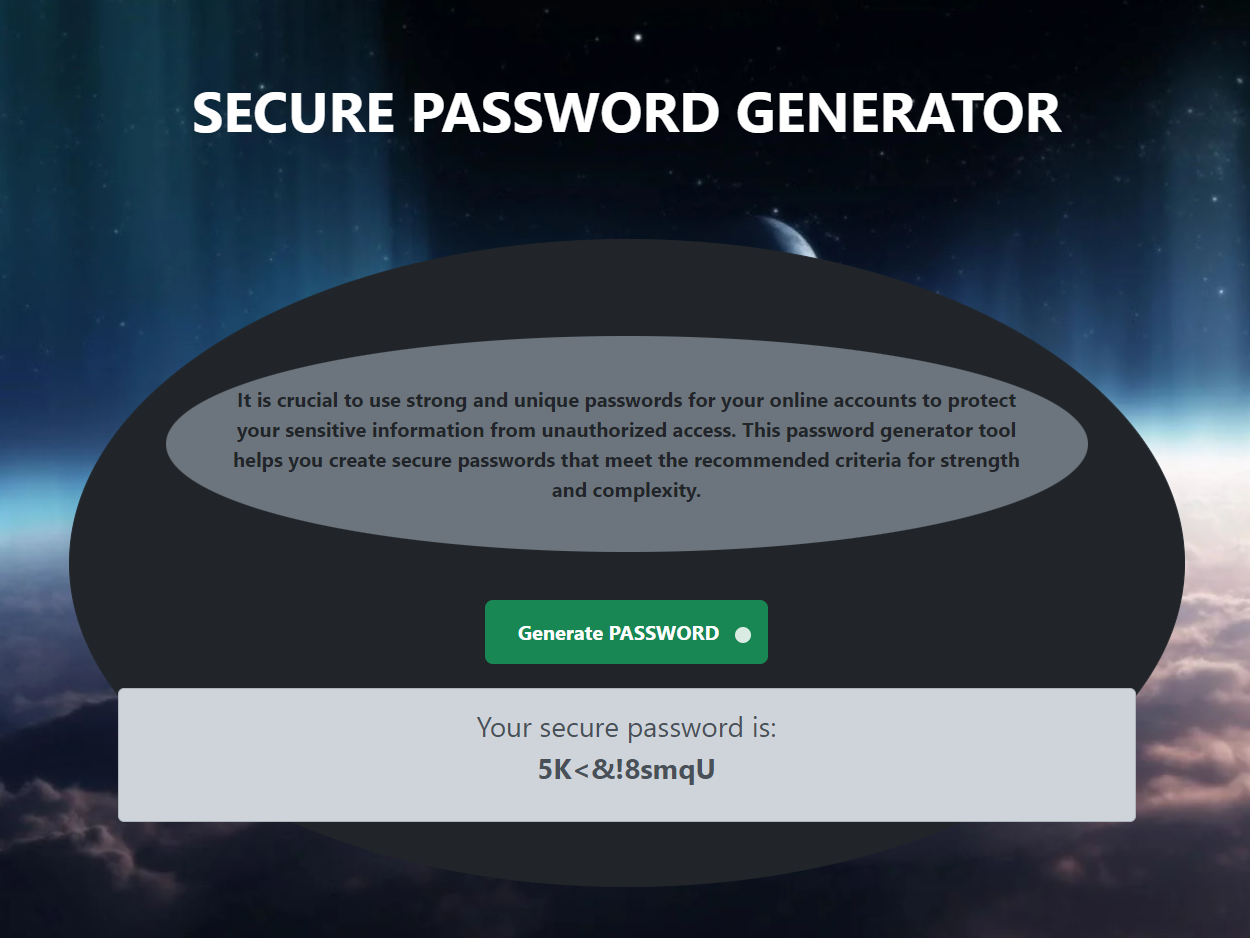 SECURE PASSWORD GENERATOR
It is crucial to use strong and unique passwords for your online accounts to protect
your sensitive information from unauthorized access. This password generator tool
helps you create secure passwords that meet the recommended criteria for strength
and complexity.
Generate PASSWORD
Your secure password is:
5K<&!8smqU